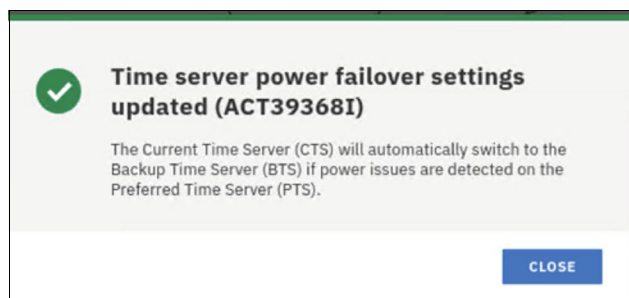 Time server power failover settings
updated (ACT39368I)
The Current Time Server (CTS) will automatically switch to the
Backup Time Server (BTS) if power issues are detected on the
Preferred Time Server (PTS).
CLOSE